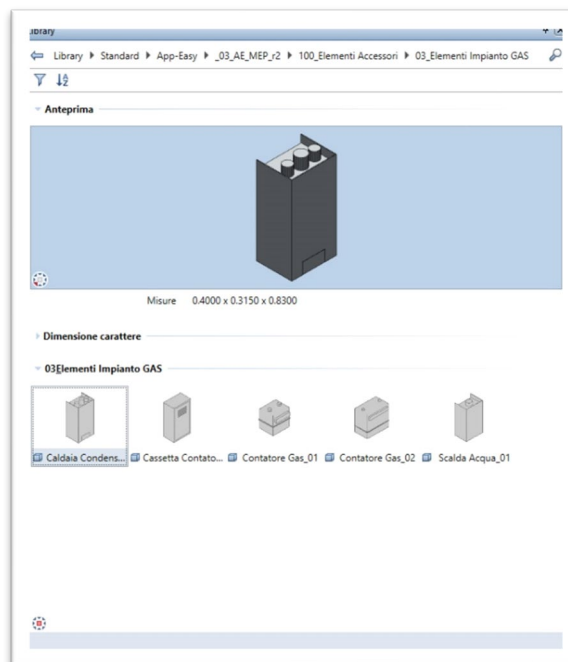 Library
Library Standard App-Easy _03_AE_MEP_r2 100_Elementi Accessori 03_Elementi Impianto GAS
Anteprima
Misure 0.4000 x 0.3150 x 0.8300
Dimensione carattere
03_Elementi Impianto GAS
Caldaia Condens... Cassetta Contato... Contatore Gas_01 Contatore Gas_02 Scalda Acqua_01